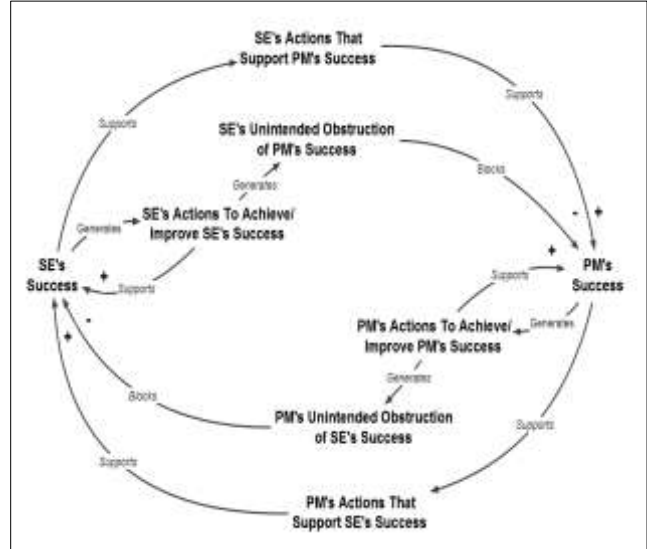 SE's Actions That
Support PM's Success
Supports
Supports
SE's Unintended Obstruction
of PM's Success
Blocks
Generates
SE's Actions To Achieve/
Improve SE's Success
Generates
- +
SE's
Success
+
Supports
+
Supports
PM's
Success
PM's Actions To Achieve/
Improve PM's Success
Generates
+ -
Generates
Blocks
PM's Unintended Obstruction
of SE's Success
Supports
Supports
PM's Actions That
Support SE's Success